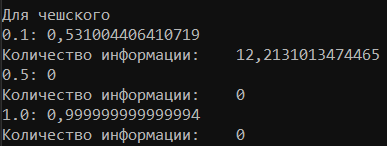 Для чешского
0.1: 0,531004406410719
Количество информации:    12,2131013474465
0.5: 0
Количество информации:    0
1.0: 0,999999999999994
Количество информации:    0